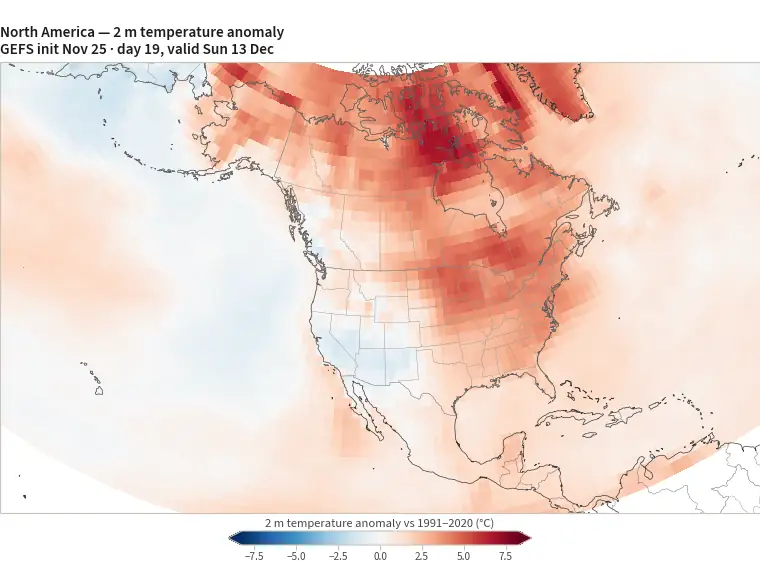 North America — 2 m temperature anomaly
GEFS init Nov 25 · day 19, valid Sun 13 Dec
2 m temperature anomaly vs 1991–2020 (°C)
−7.5 −5.0 −2.5 0.0 2.5 5.0 7.5